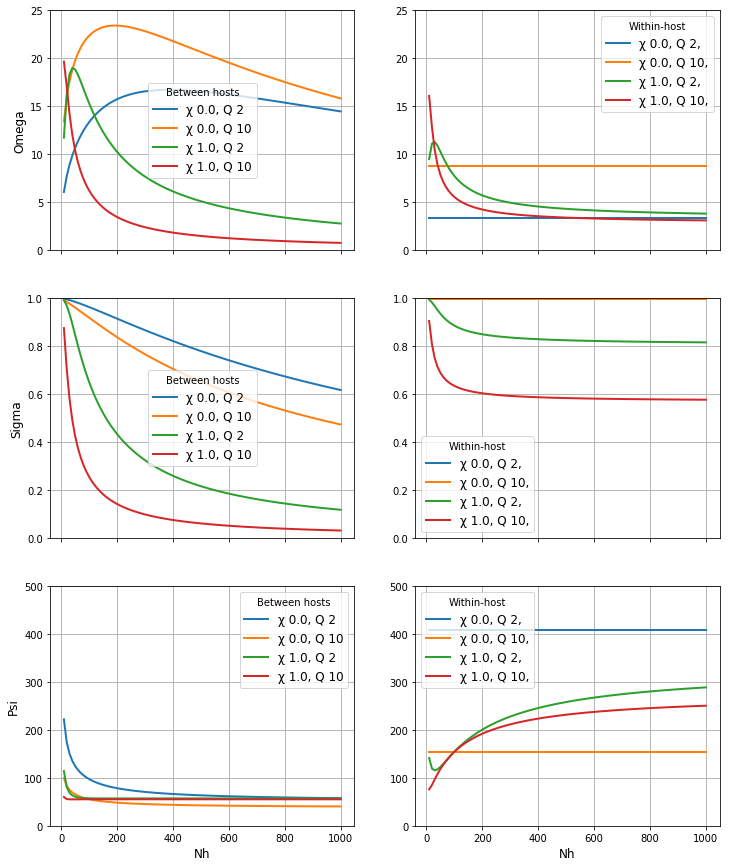 25
20
15
10
5
0
Omega
Between hosts
χ 0.0, Q 2
χ 0.0, Q 10
χ 1.0, Q 2
χ 1.0, Q 10
25
20
15
10
5
0
Within-host
χ 0.0, Q 2,
χ 0.0, Q 10,
χ 1.0, Q 2,
χ 1.0, Q 10,
1.0
0.8
0.6
0.4
0.2
0.0
Sigma
Between hosts
χ 0.0, Q 2
χ 0.0, Q 10
χ 1.0, Q 2
χ 1.0, Q 10
1.0
0.8
0.6
0.4
0.2
0.0
Within-host
χ 0.0, Q 2,
χ 0.0, Q 10,
χ 1.0, Q 2,
χ 1.0, Q 10,
500
400
300
200
100
0
Psi
Between hosts
χ 0.0, Q 2
χ 0.0, Q 10
χ 1.0, Q 2
χ 1.0, Q 10
0 200 400 600 800 1000
Nh
500
400
300
200
100
0
Within-host
χ 0.0, Q 2,
χ 0.0, Q 10,
χ 1.0, Q 2,
χ 1.0, Q 10,
0 200 400 600 800 1000
Nh